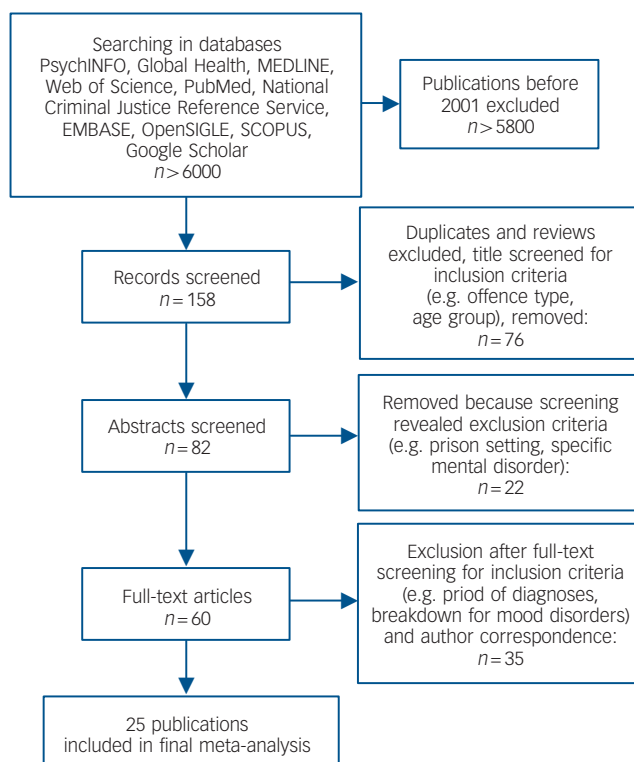 Searching in databases
PsychINFO, Global Health, MEDLINE,
Web of Science, PubMed, National
Criminal Justice Reference Service,
EMBASE, OpenSIGLE, SCOPUS,
Google Scholar
n>6000
Publications before
2001 excluded
n>5800
Records screened
n=158
Duplicates and reviews
excluded, title screened for
inclusion criteria
(e.g. offence type,
age group), removed:
n=76
Abstracts screened
n=82
Removed because screening
revealed exclusion criteria
(e.g. prison setting, specific
mental disorder):
n=22
Full-text articles
n=60
Exclusion after full-text
screening for inclusion criteria
(e.g. priod of diagnoses,
breakdown for mood disorders)
and author correspondence:
n=35
25 publications
included in final meta-analysis